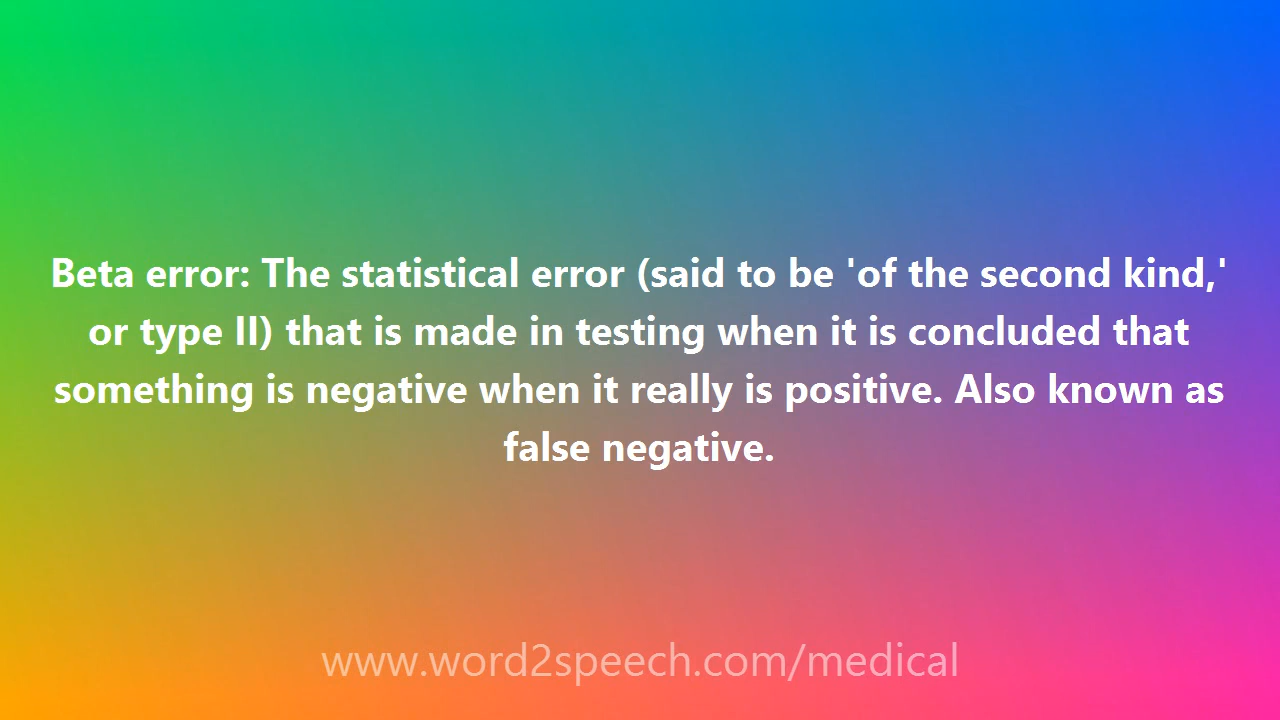 Beta error: The statistical error (said to be 'of the second kind,'
or type II) that is made in testing when it is concluded that
something is negative when it really is positive. Also known as
false negative.
www.word2speech.com/medical